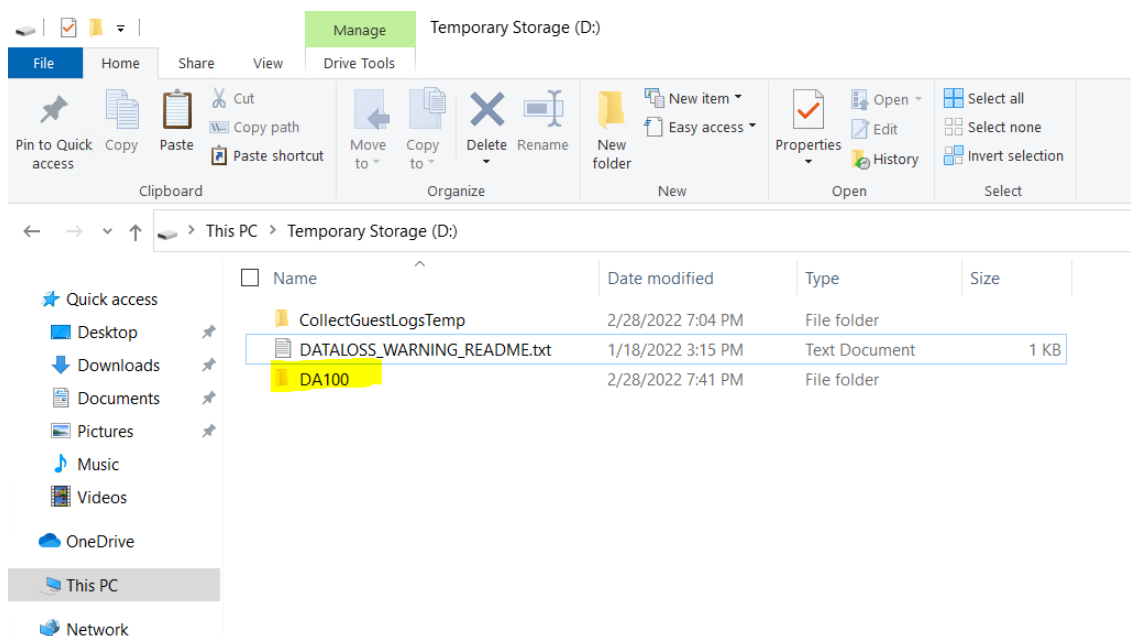 Manage Temporary Storage (D:)
File Home Share View Drive Tools
Pin to Quick access
Copy
Paste
Cut
Copy path
Paste shortcut
Clipboard
Move to
Copy to
Delete
Rename
Organize
New folder
New item
Easy access
New
Properties
Open
Edit
History
Open
Select all
Select none
Invert selection
Select
This PC > Temporary Storage (D:)
Name Date modified Type Size
CollectGuestLogsTemp 2/28/2022 7:04 PM File folder
DATALOSS_WARNING_README.txt 1/18/2022 3:15 PM Text Document 1 KB
DA100 2/28/2022 7:41 PM File folder
Quick access
Desktop
Downloads
Documents
Pictures
Music
Videos
OneDrive
This PC
Network